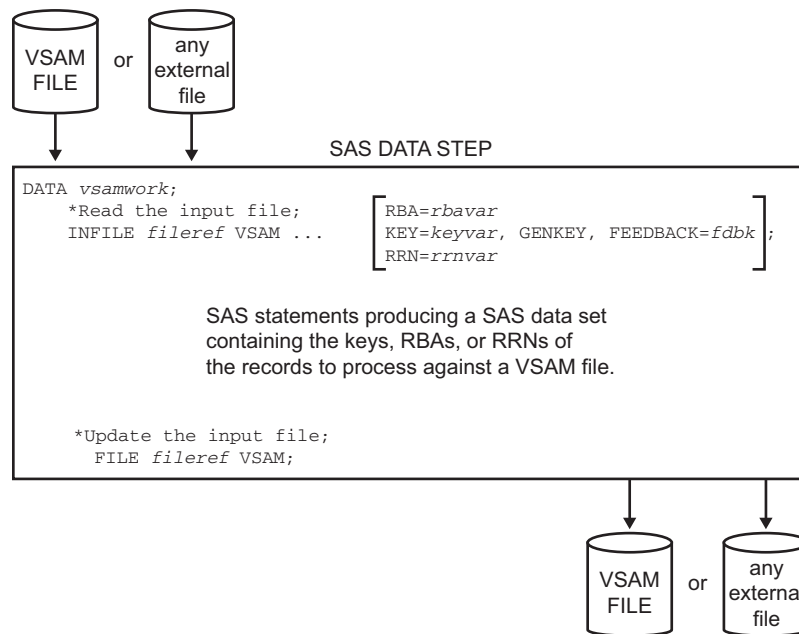 VSAM
FILE
or
any
external
file
SAS DATA STEP
DATA vsamwork;
*Read the input file;
INFILE fileref VSAM ...
RBA=rbavar
KEY=keyvar, GENKEY, FEEDBACK=fdbk ;
RRN=rrnvar
SAS statements producing a SAS data set
containing the keys, RBAs, or RRNs of
the records to process against a VSAM file.
*Update the input file;
FILE fileref VSAM;
VSAM
FILE
or
any
external
file